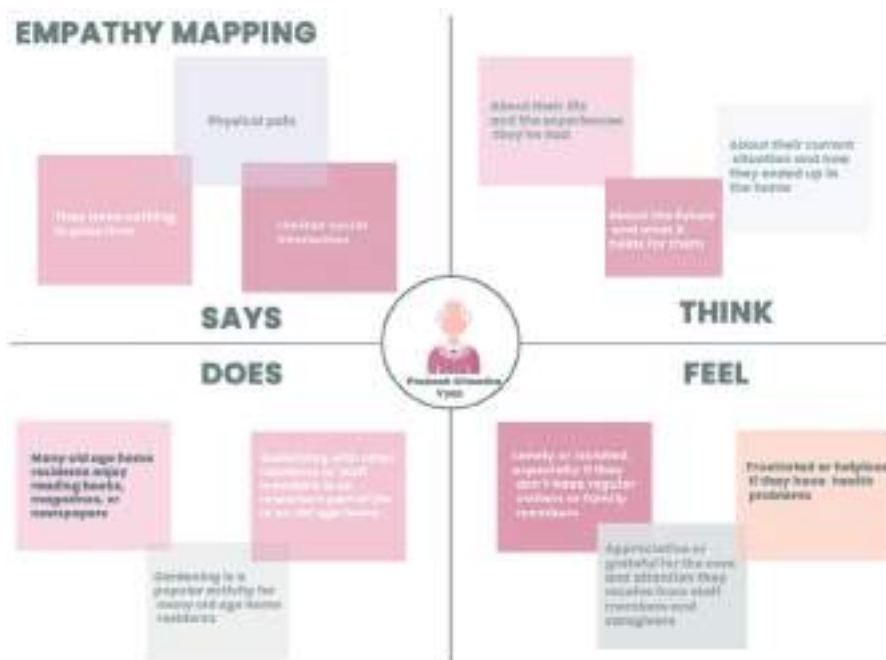 EMPATHY MAPPING
Physical pain
They have nothing
to pass time
Limited social
interaction
SAYS
About their life
and the experiences
they've had
About their current
situation and how
they ended up in
the home
About the future
and what it
holds for them
THINK
DOES
Many old age home
residents enjoy
reading books,
magazines, or
newspapers
with other
residents or staff
members is an
important part of life
in an old age home
Gardening is a
popular activity for
many old age home
residents
FEEL
Lonely or isolated,
especially if they
don't have regular
visitors or family
members
Frustrated or helpless
if they have health
problems
Appreciative or
grateful for the care
and attention they
receive from staff
members and
caregivers